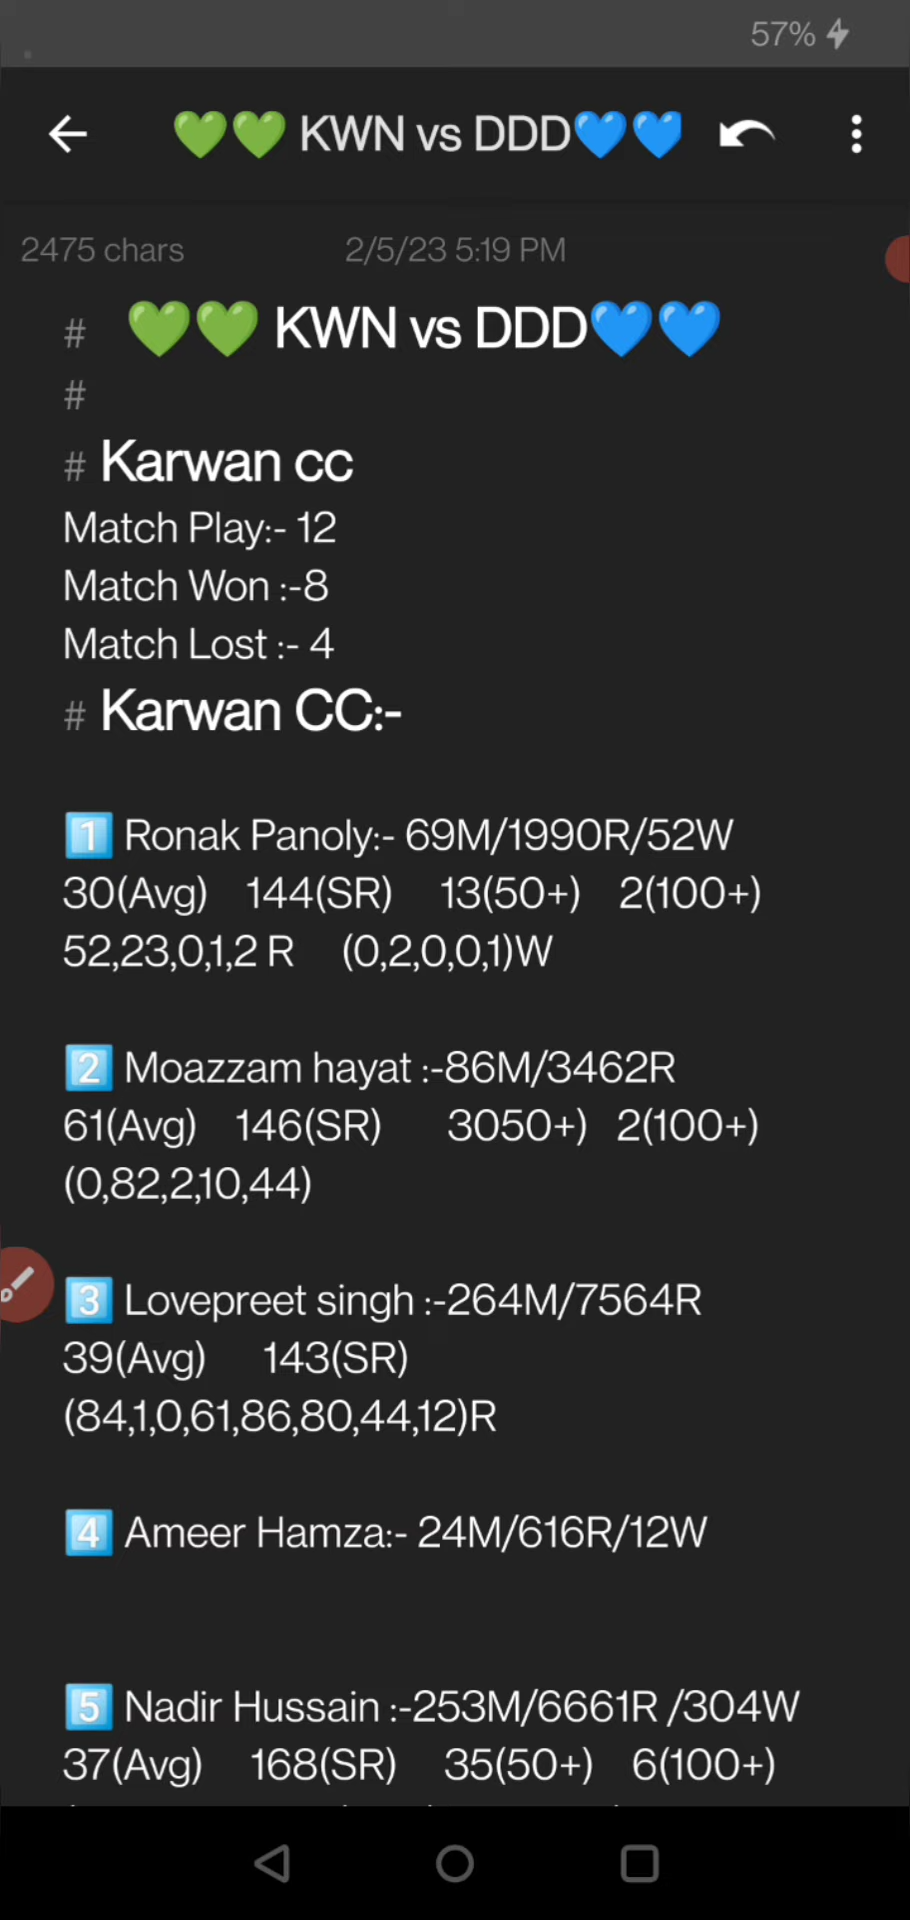 57%
💚💚 KWN vs DDD💙💙
2475 chars 2/5/23 5:19 PM
# 💚💚 KWN vs DDD💙💙
#
# Karwan cc
Match Play:- 12
Match Won :-8
Match Lost :- 4
# Karwan CC:-
1️⃣ Ronak Panoly:- 69M/1990R/52W
30(Avg) 144(SR) 13(50+) 2(100+)
52,23,0,1,2 R (0,2,0,0,1)W
2️⃣ Moazzam hayat :-86M/3462R
61(Avg) 146(SR) 3050+) 2(100+)
(0,82,2,10,44)
3️⃣ Lovepreet singh :-264M/7564R
39(Avg) 143(SR)
(84,1,0,61,86,80,44,12)R
4️⃣ Ameer Hamza:- 24M/616R/12W
5️⃣ Nadir Hussain :-253M/6661R /304W
37(Avg) 168(SR) 35(50+) 6(100+)